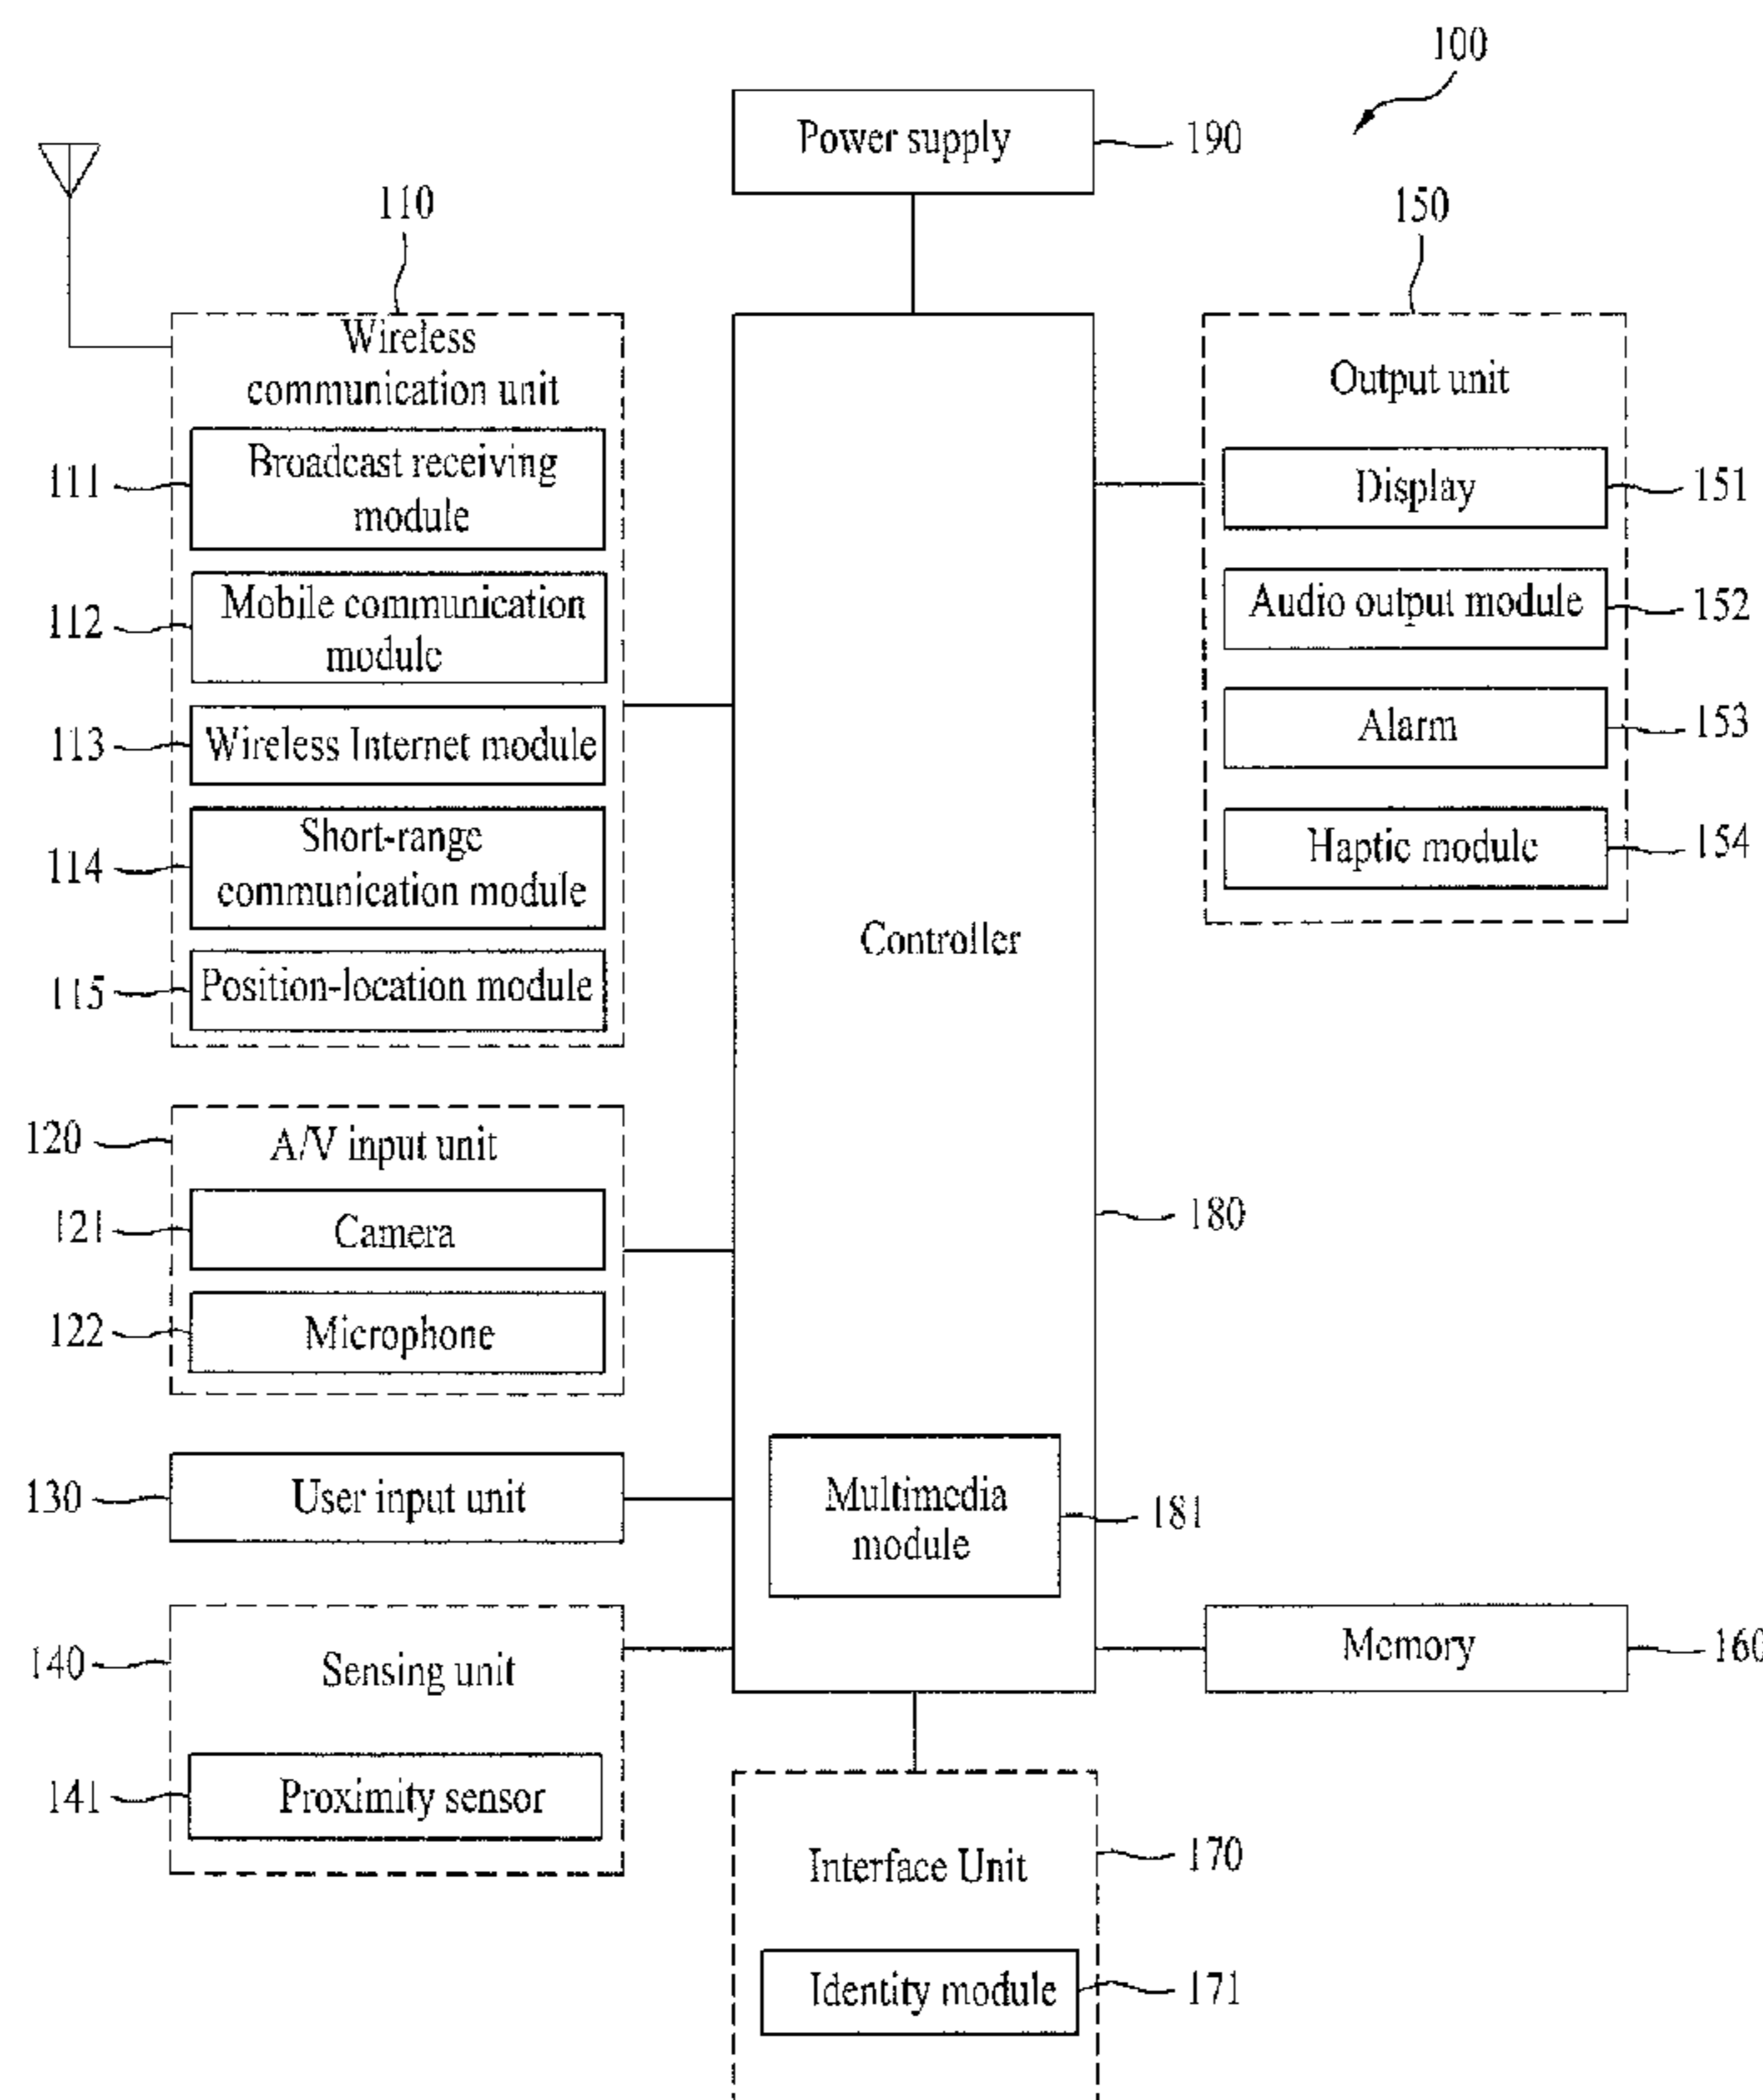 100
Power supply
190
110
150
Wireless
communication unit
Output unit
111
Broadcast receiving
module
Display
151
112
Mobile communication
module
Audio output module
152
113
Wireless Internet module
Alarm
153
114
Short-range
communication module
Haptic module
154
Controller
115
Position-location module
120
A/V input unit
121
Camera
180
122
Microphone
130
User input unit
Multimedia
module
181
140
Sensing unit
Memory
160
141
Proximity sensor
Interface Unit
170
Identity module
171